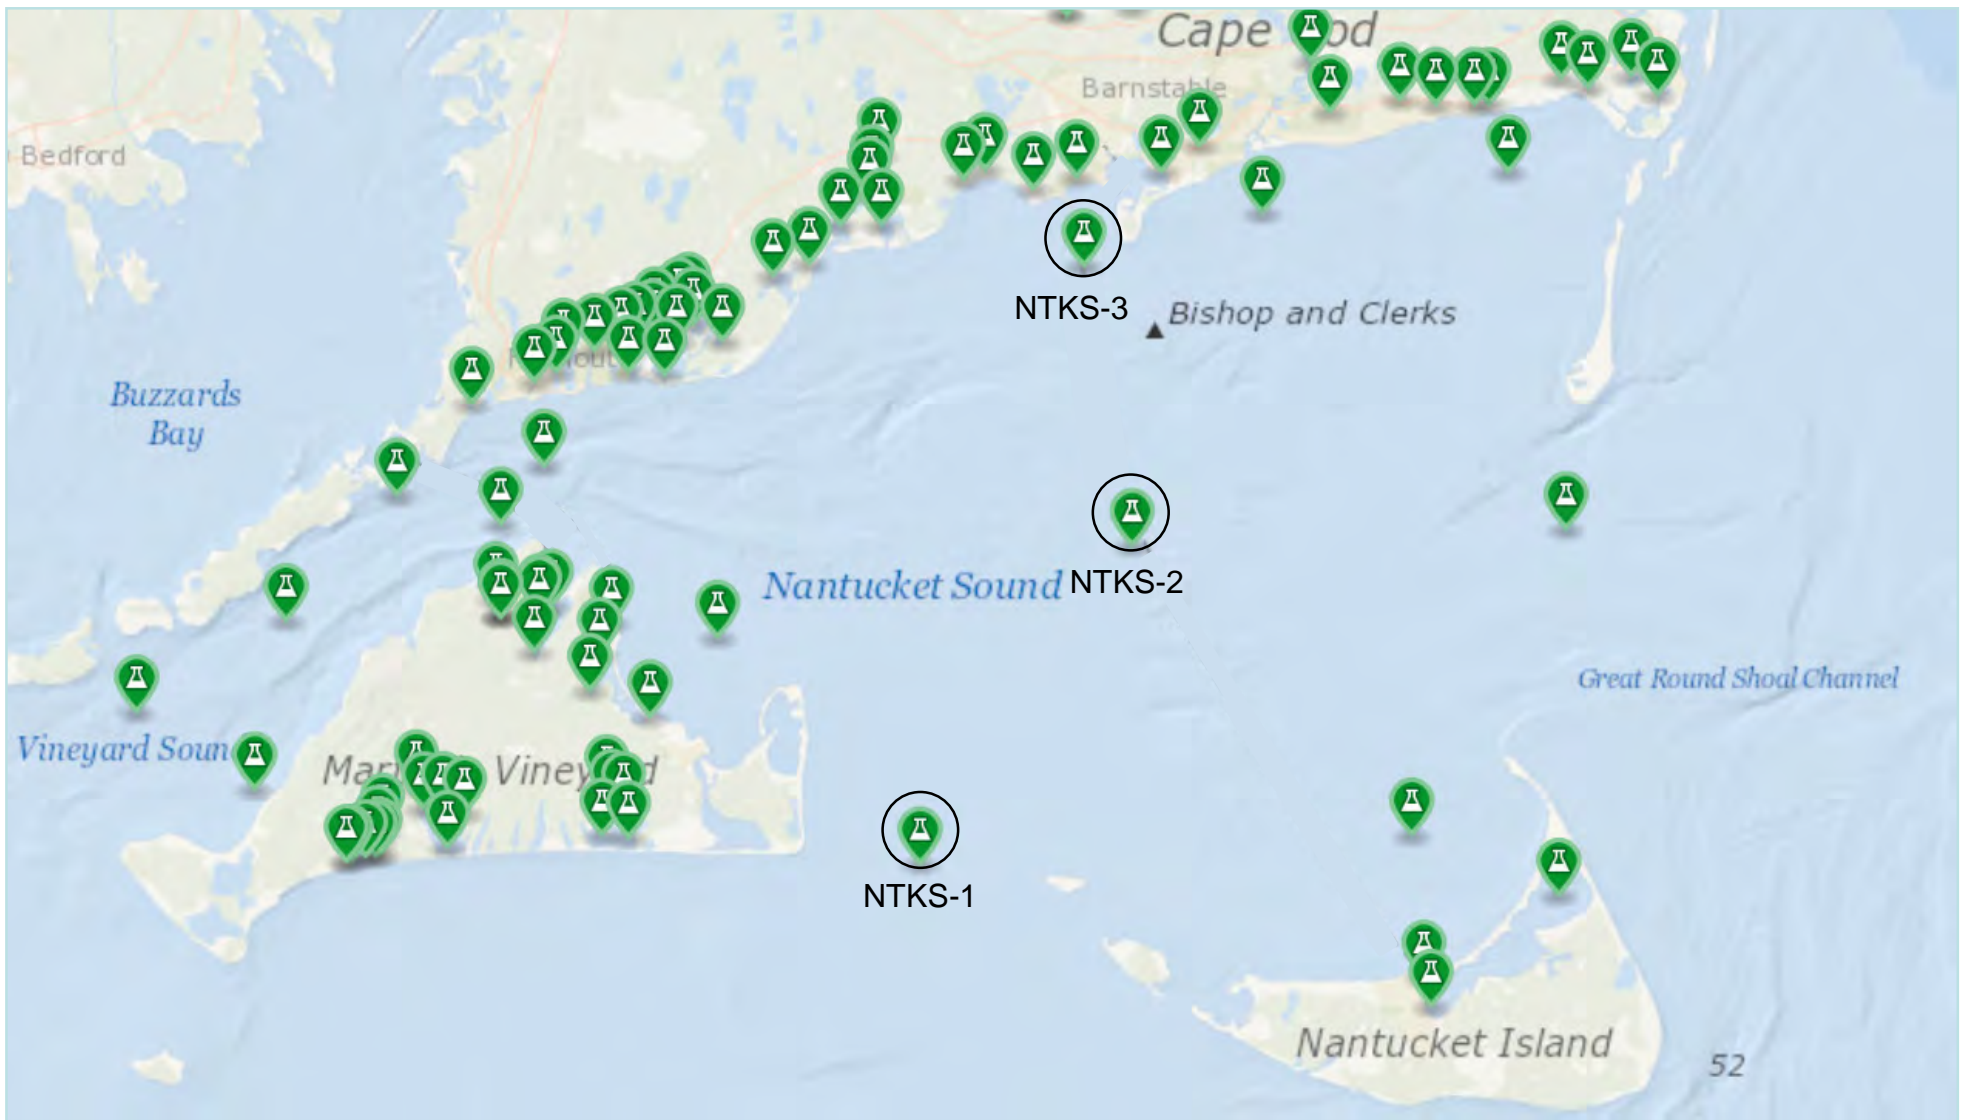 Cape
Barnstable
Bedford
NTKS-3
Bishop and Clerks
Buzzards
Bay
NTKS-2
Nantucket Sound
Great Round Shoal Channel
Vineyard Soun
NTKS-1
Nantucket Island
52